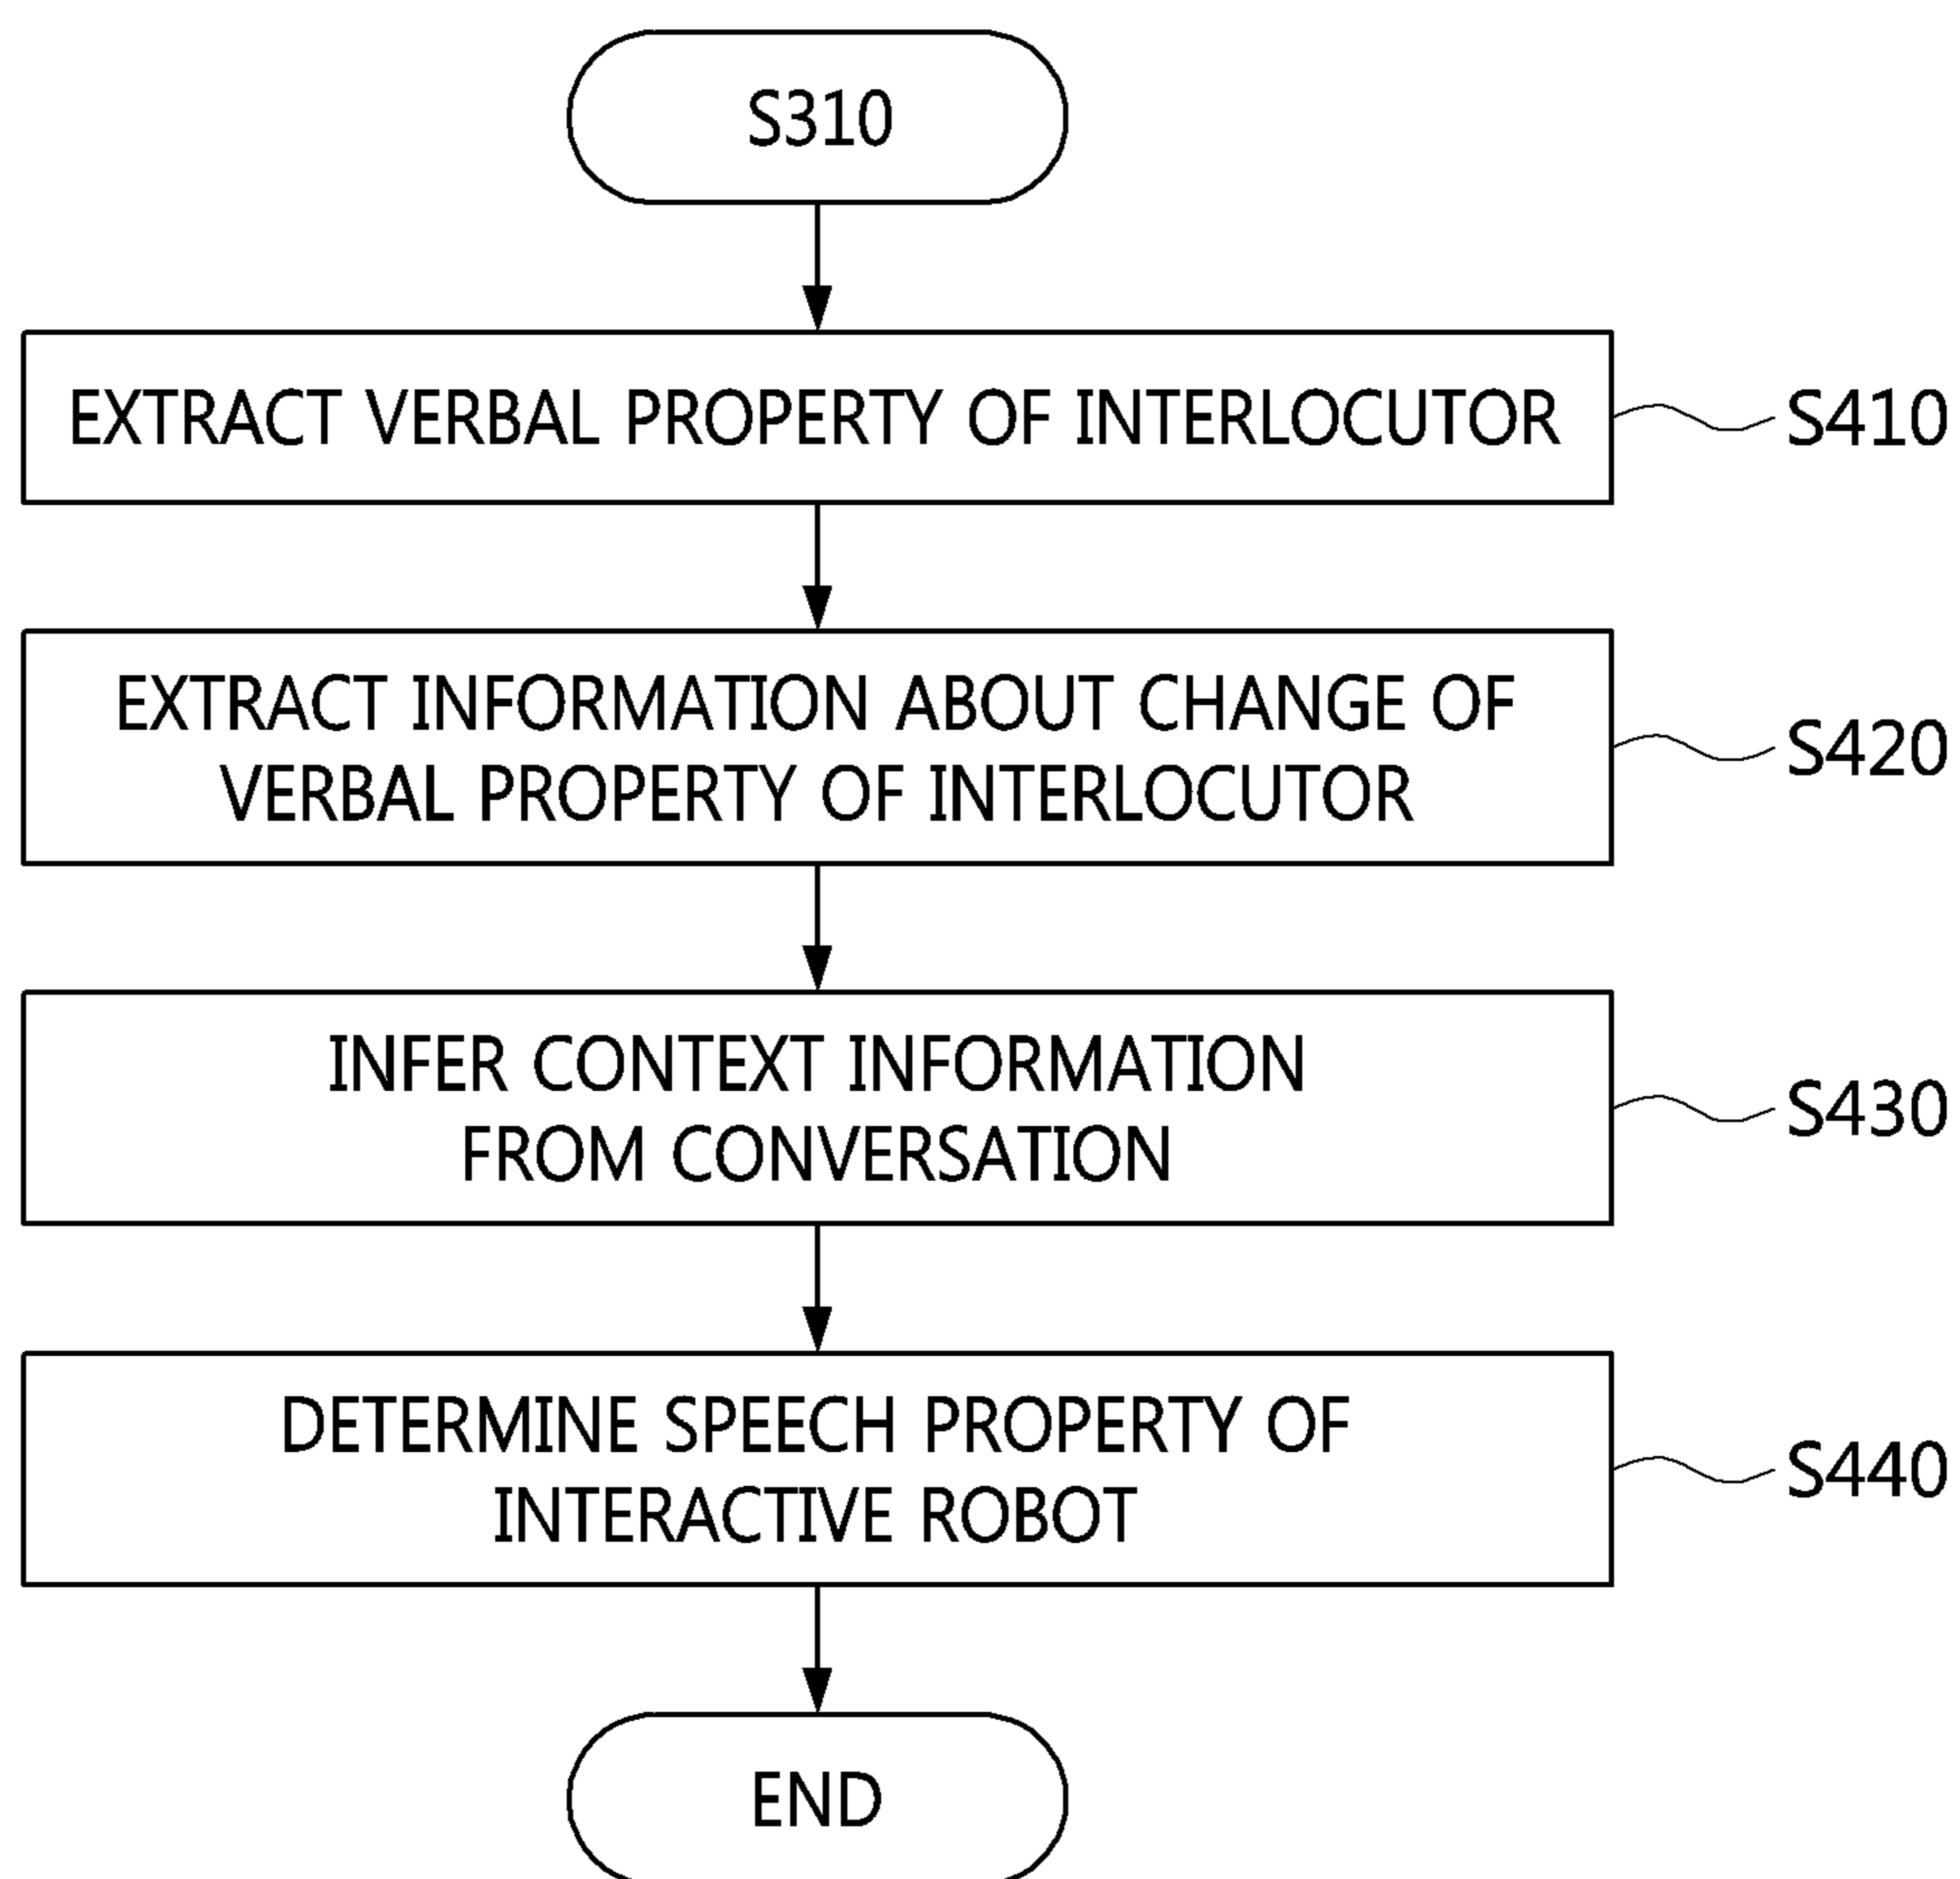 S310
EXTRACT VERBAL PROPERTY OF INTERLOCUTOR
S410
EXTRACT INFORMATION ABOUT CHANGE OF
VERBAL PROPERTY OF INTERLOCUTOR
S420
INFER CONTEXT INFORMATION
FROM CONVERSATION
S430
DETERMINE SPEECH PROPERTY OF
INTERACTIVE ROBOT
S440
END